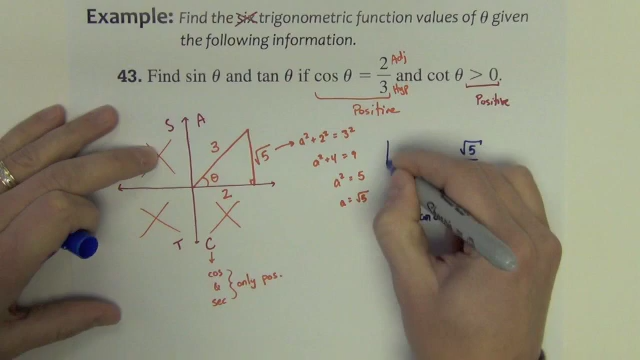 Example: Find the six trigonometric function values of θ given
the following information.
43. Find sin θ and tan θ if cos θ = 2/3 and cot θ > 0.
Adj
Hyp
Positive
Positive
S A
3
√5
θ
2
T C
a² + 2² = 3²
a² + 4 = 9
a² = 5
a = √5
cos
&
sec
only pos.
√5